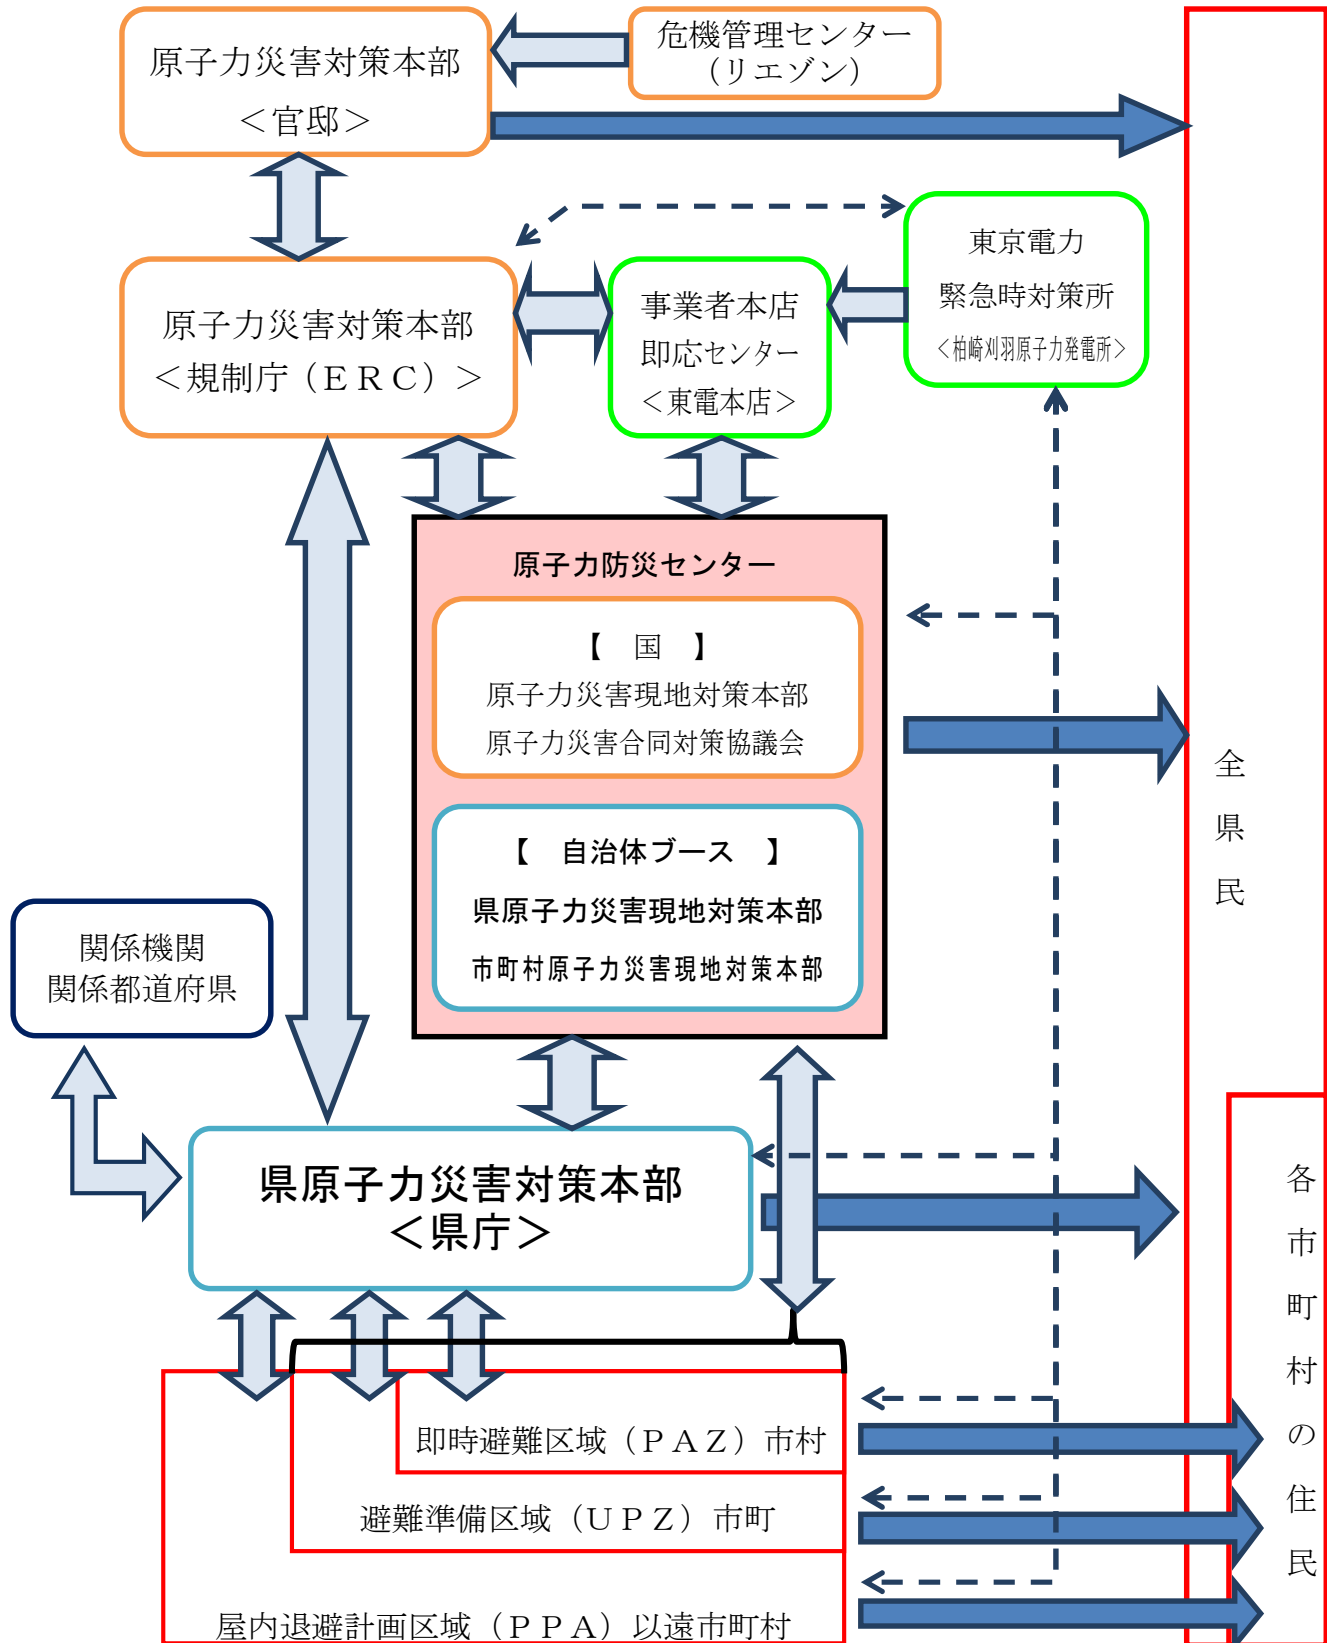 原子力災害対策本部
＜官邸＞
危機管理センター
（リエゾン）
原子力災害対策本部
＜規制庁（ＥＲＣ）＞
事業者本店
即応センター
＜東電本店＞
東京電力
緊急時対策所
＜柏崎刈羽原子力発電所＞
原子力防災センター
【　国　】
原子力災害現地対策本部
原子力災害合同対策協議会
【　自治体ブース　】
県原子力災害現地対策本部
市町村原子力災害現地対策本部
全県民
関係機関
関係都道府県
県原子力災害対策本部
＜県庁＞
各市町村の住民
即時避難区域（ＰＡＺ）市村
避難準備区域（ＵＰＺ）市町
屋内退避計画区域（ＰＰＡ）以遠市町村